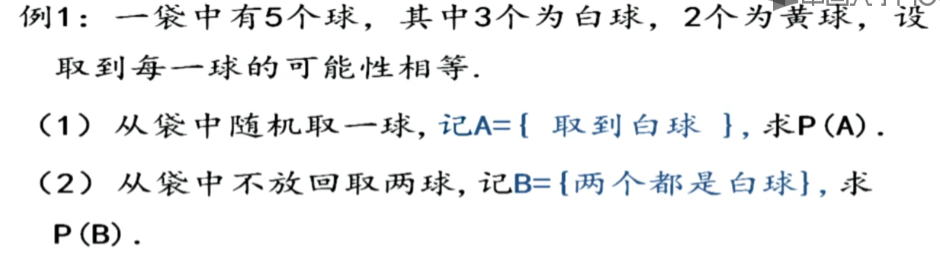 例1：一袋中有5个球，其中3个为白球，2个为黄球，设
取到每一球的可能性相等．
（1）从袋中随机取一球，记A={ 取到白球 }，求P(A)．
（2）从袋中不放回取两球，记B={两个都是白球}，求
P(B)．